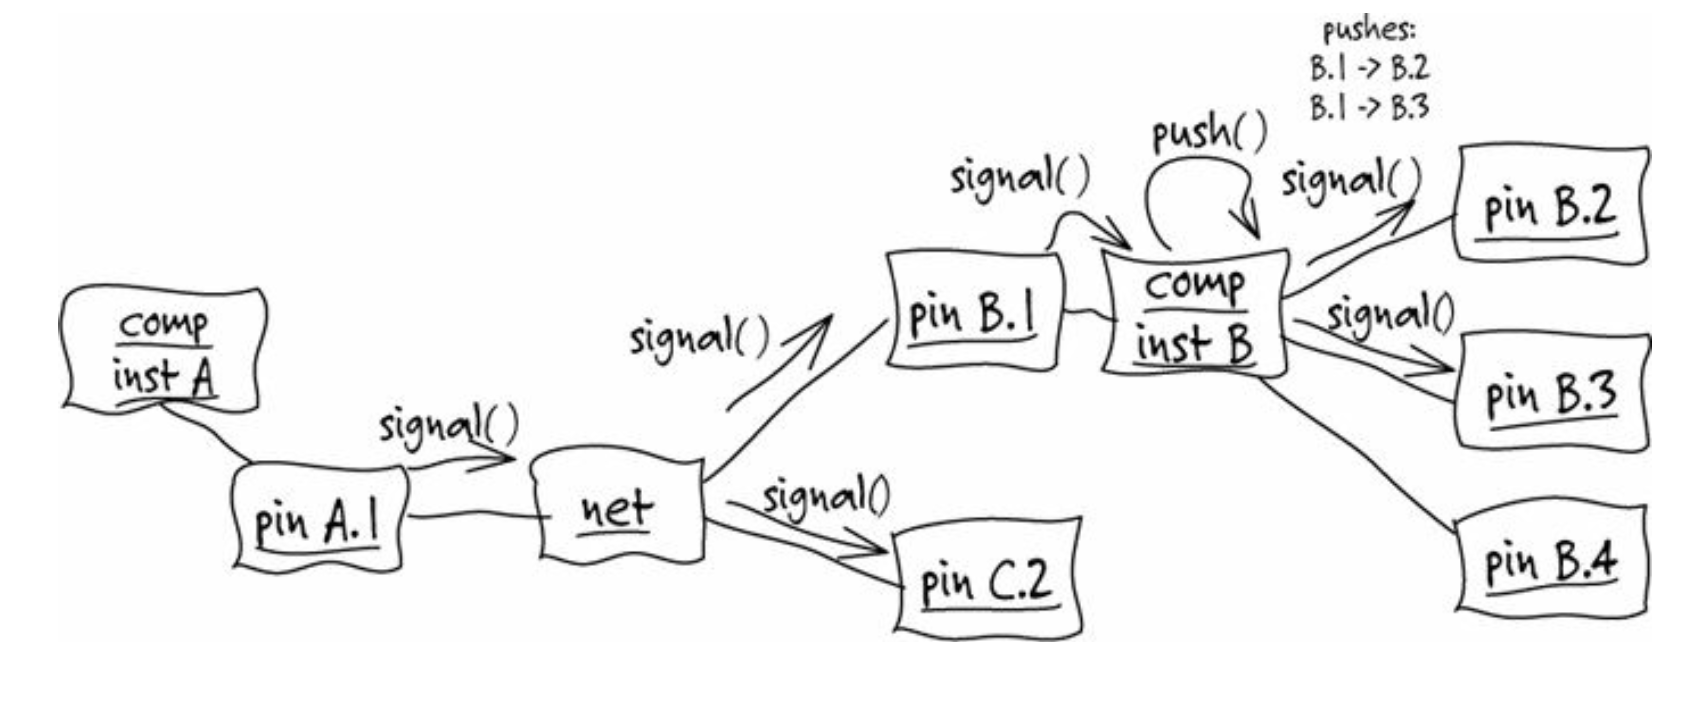 pushes:
B.1 -> B.2
B.1 -> B.3
push()
signal()
signal()
pin B.2
comp
inst A
signal()
pin B.1
comp
inst B
signal()
pin B.3
signal()
pin A.1
net
signal()
pin C.2
pin B.4